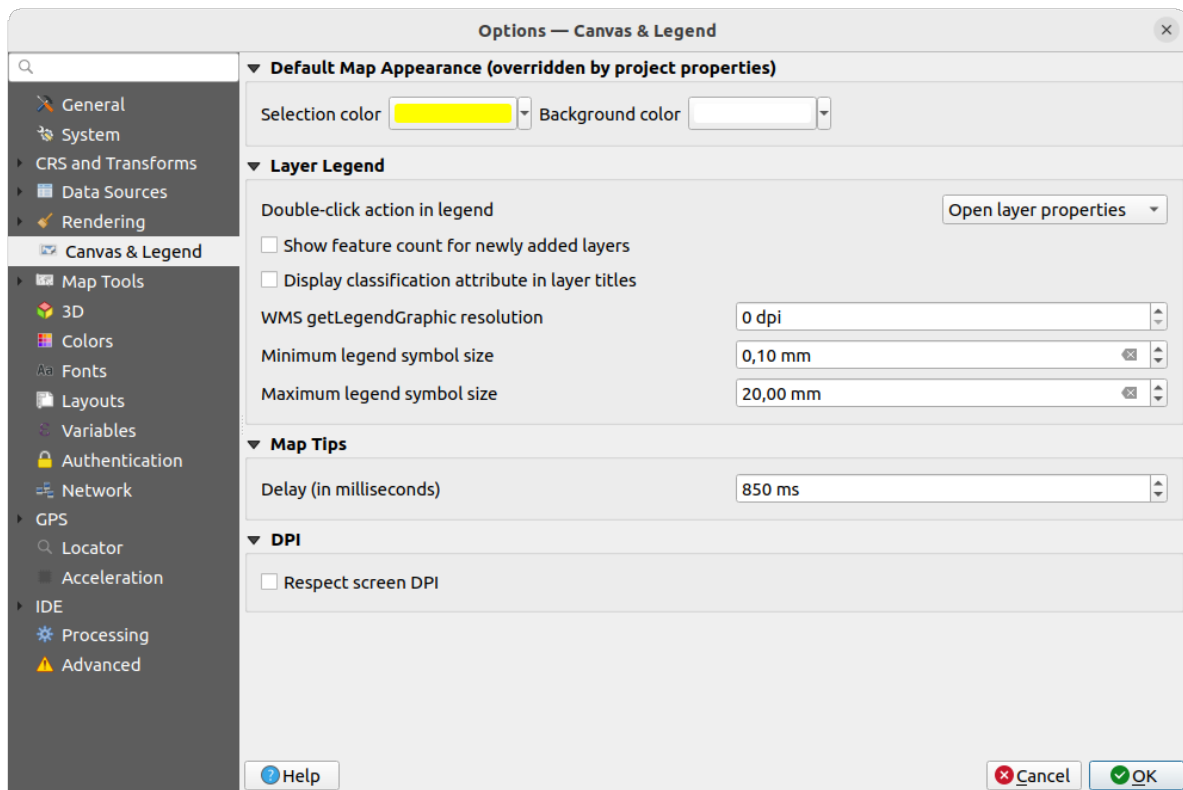 Options — Canvas & Legend
General
System
CRS and Transforms
Data Sources
Rendering
Canvas & Legend
Map Tools
3D
Colors
Aa Fonts
Layouts
ε Variables
Authentication
Network
GPS
Locator
Acceleration
IDE
Processing
Advanced
Default Map Appearance (overridden by project properties)
Selection color Background color
Layer Legend
Double-click action in legend Open layer properties
Show feature count for newly added layers
Display classification attribute in layer titles
WMS getLegendGraphic resolution 0 dpi
Minimum legend symbol size 0,10 mm
Maximum legend symbol size 20,00 mm
Map Tips
Delay (in milliseconds) 850 ms
DPI
Respect screen DPI
Help Cancel OK